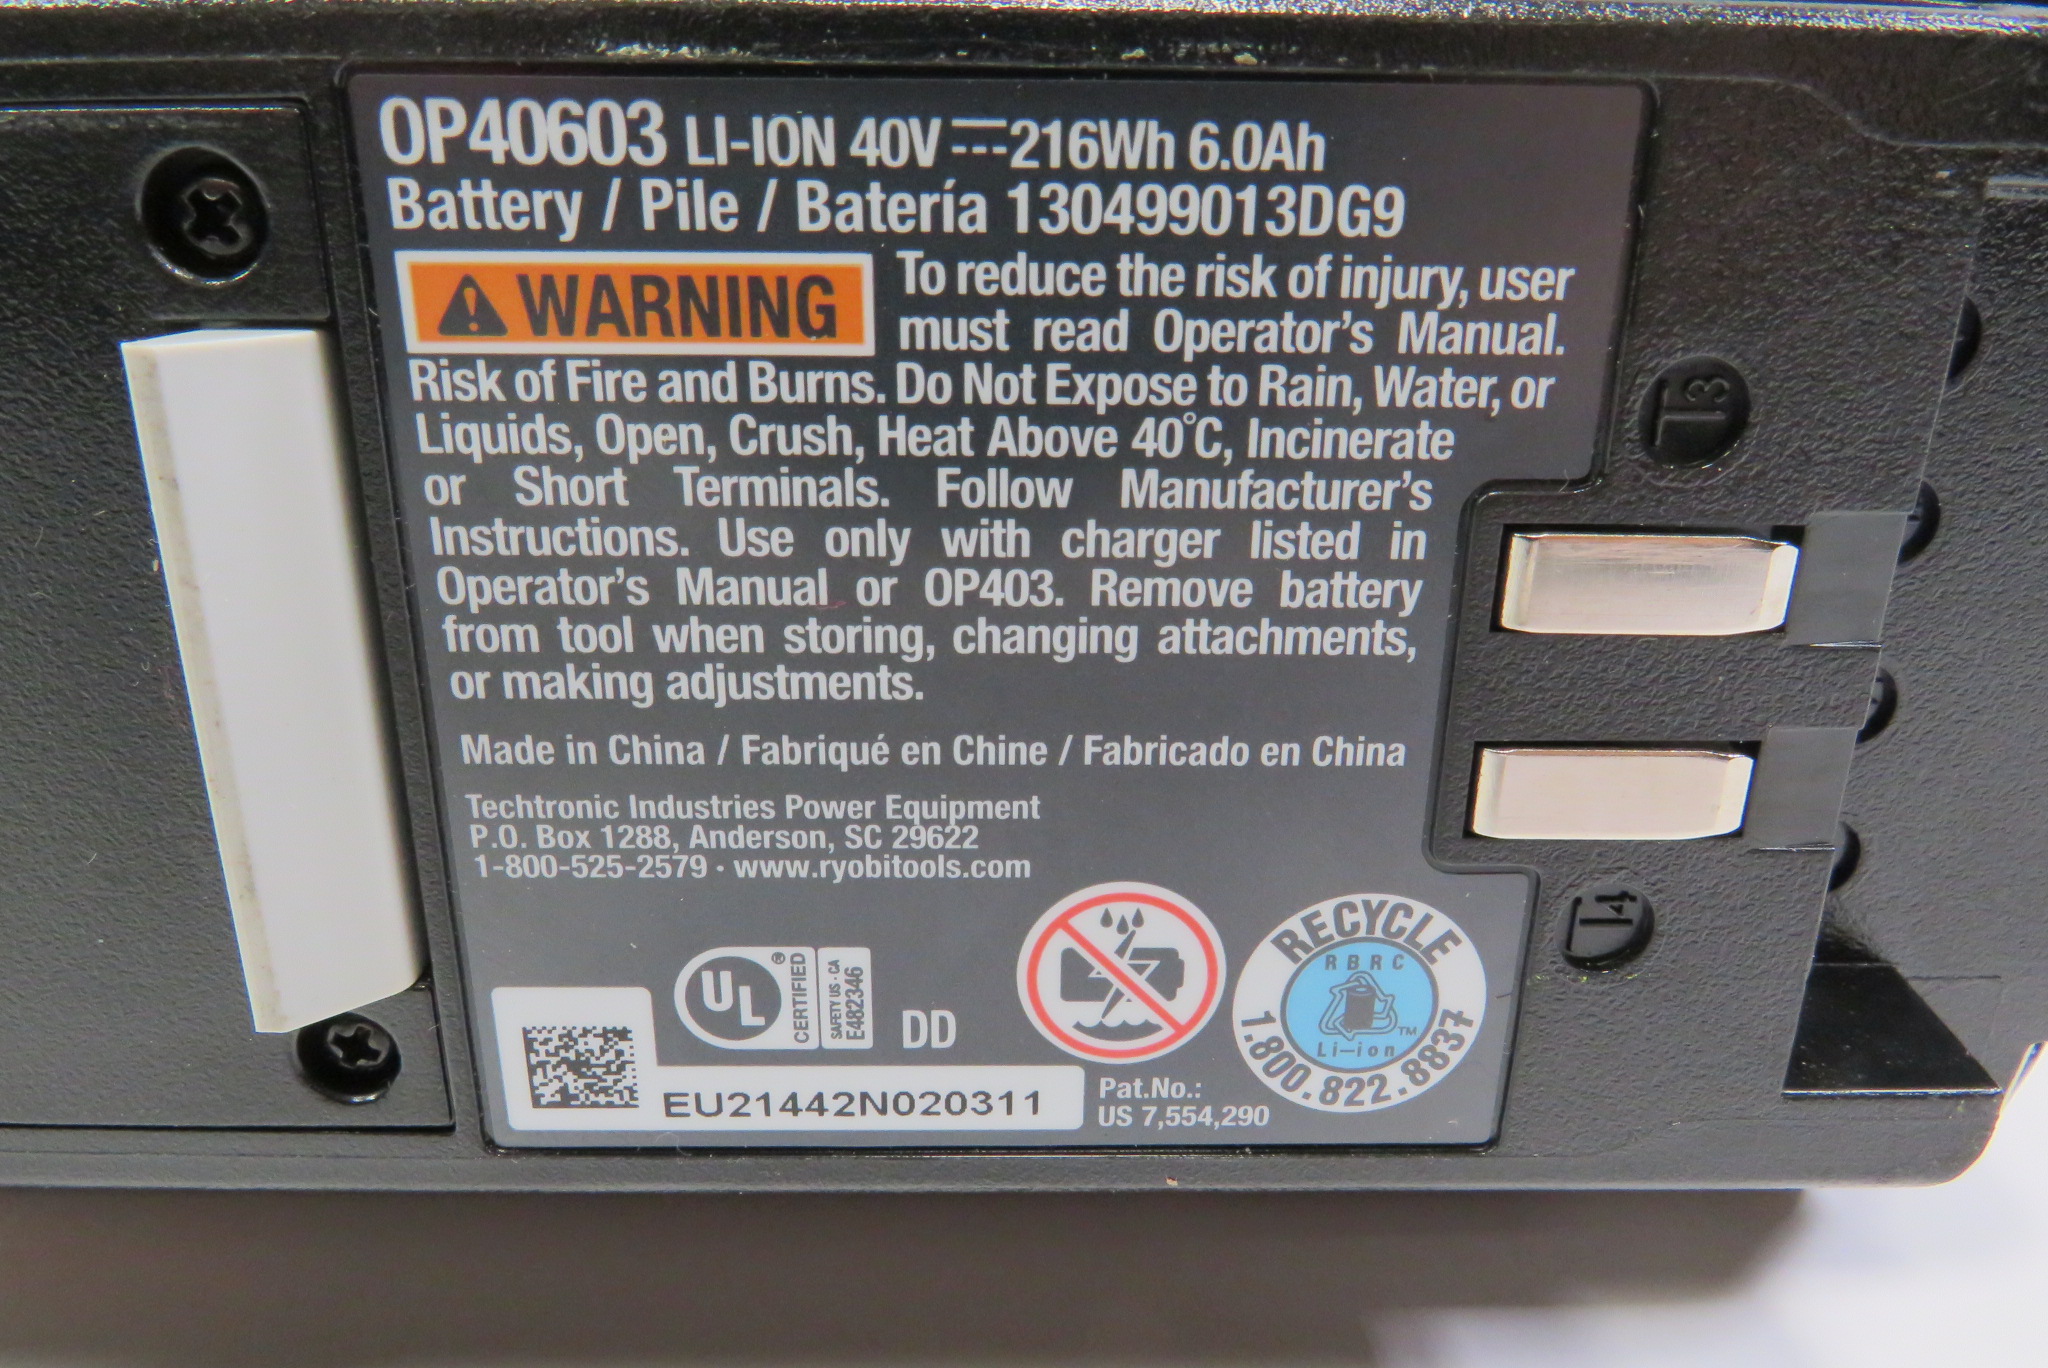 OP40603 LI-ION 40V 216Wh 6.0Ah
Battery / Pile / Batería 130499013DG9
WARNING
To reduce the risk of injury, user
must read Operator's Manual.
Risk of Fire and Burns. Do Not Expose to Rain, Water, or
Liquids, Open, Crush, Heat Above 40°C, Incinerate
or Short Terminals. Follow Manufacturer's
Instructions. Use only with charger listed in
Operator's Manual or OP403. Remove battery
from tool when storing, changing attachments,
or making adjustments.
Made in China / Fabriqué en Chine / Fabricado en China
Techtronic Industries Power Equipment
P.O. Box 1288, Anderson, SC 29622
1-800-525-2579 · www.ryobitools.com
UL ®
CERTIFIED
SAFETY US - CA
E482346
DD
RECYCLE
RBRC
Li-ion ™
1.800.822.8837
EU21442N020311
Pat.No.:
US 7,554,290
T3
T4